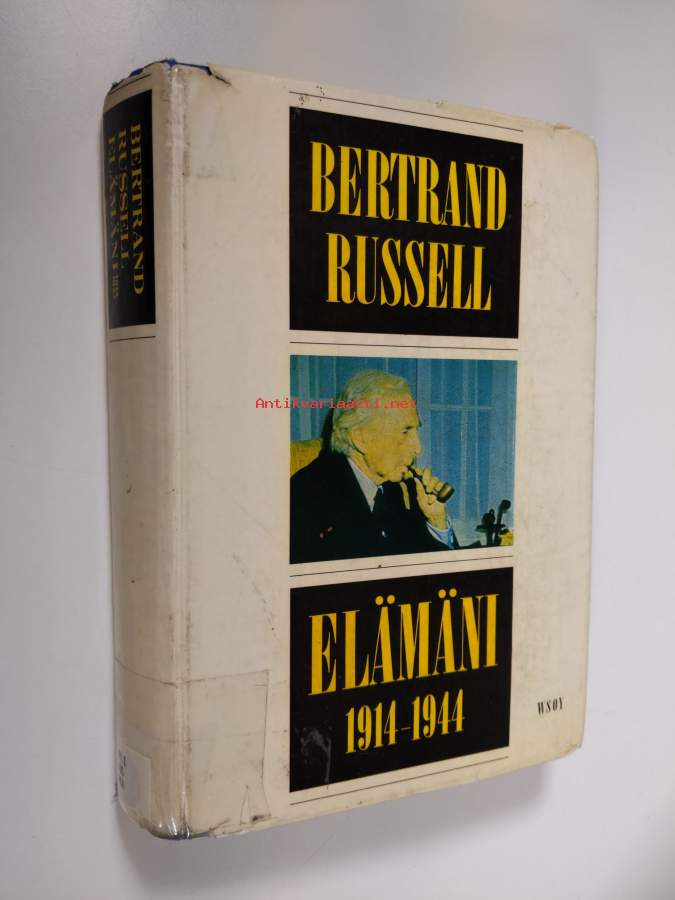 BERTRAND
RUSSELL
ELÄMÄNI
BERTRAND
RUSSELL
Antikvariaatti.net
ELÄMÄNI
1914-1944
WSOY